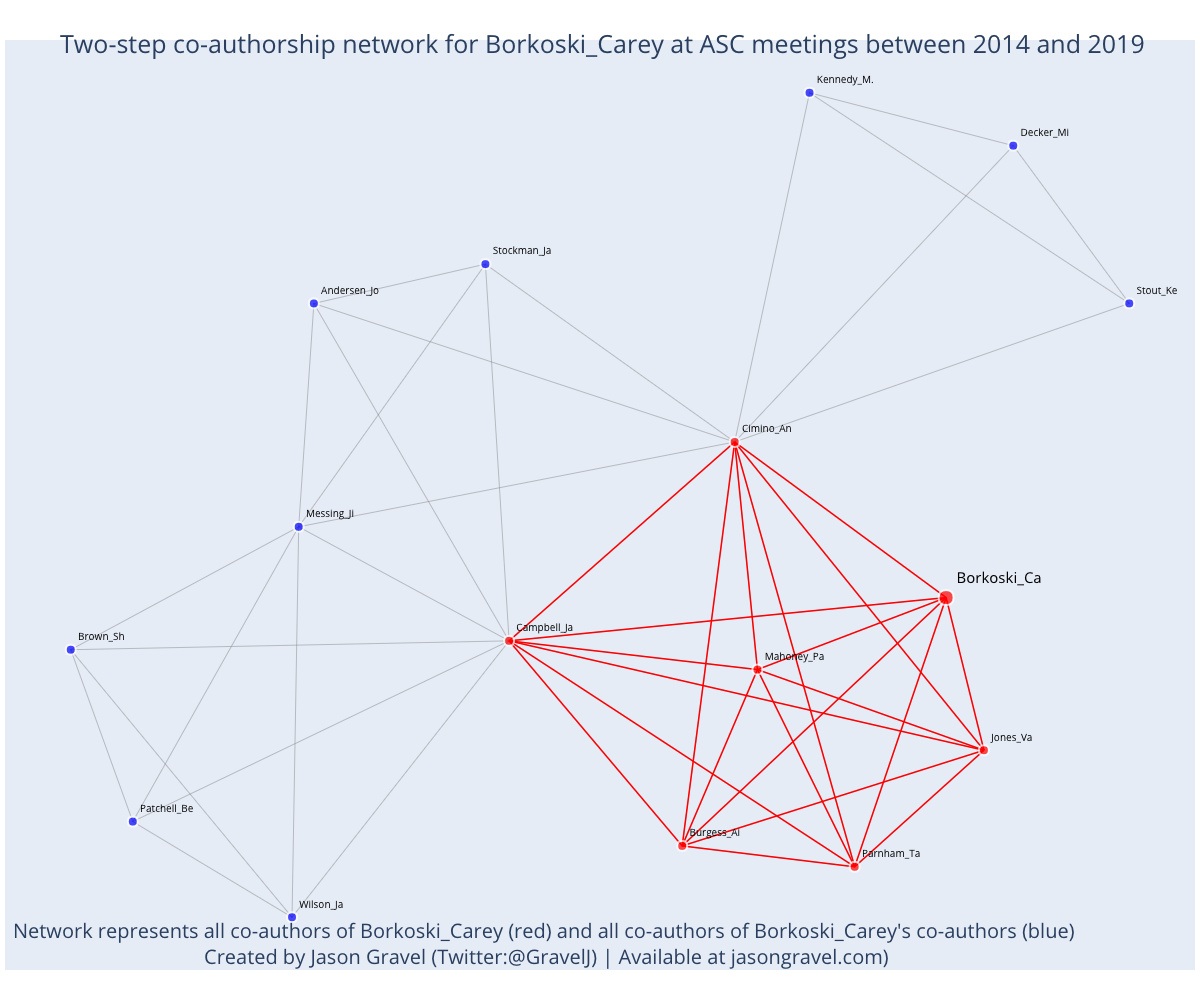 Two-step co-authorship network for Borkoski_Carey at ASC meetings between 2014 and 2019
Kennedy_M.
Decker_Mi
Stockman_Ja
Andersen_Jo
Stout_Ke
Cimino_An
Messing_Ji
Borkoski_Ca
Campbell_Ja
Brown_Sh
Mahoney_Pa
Jones_Va
Patchell_Be
Burgess_Ai
Parnham_Ta
Wilson_Ja
Network represents all co-authors of Borkoski_Carey (red) and all co-authors of Borkoski_Carey's co-authors (blue)
Created by Jason Gravel (Twitter:@GravelJ) | Available at jasongravel.com)